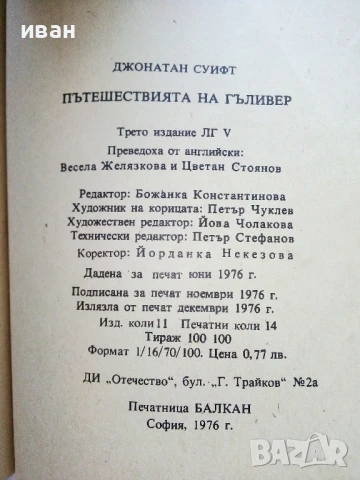 иван
ДЖОНАТАН СУИФТ
ПЪТЕШЕСТВИЯТА НА ГЪЛИВЕР
Трето издание ЛГ V
Преведоха от английски:
Весела Желязкова и Цветан Стоянов
Редактор: Божанка Константинова
Художник на корицата: Петър Чуклев
Художествен редактор: Йова Чолакова
Технически редактор: Петър Стефанов
Коректор: Йорданка Некезова
Дадена за печат юни 1976 г.
Подписана за печат ноември 1976 г.
Излязла от печат декември 1976 г.
Изд. коли 11 Печатни коли 14
Тираж 100 100
Формат 1/16/70/100. Цена 0,77 лв.
ДИ „Отечество", бул. „Г. Трайков" №2а
Печатница БАЛКАН
София, 1976 г.
BAZAR